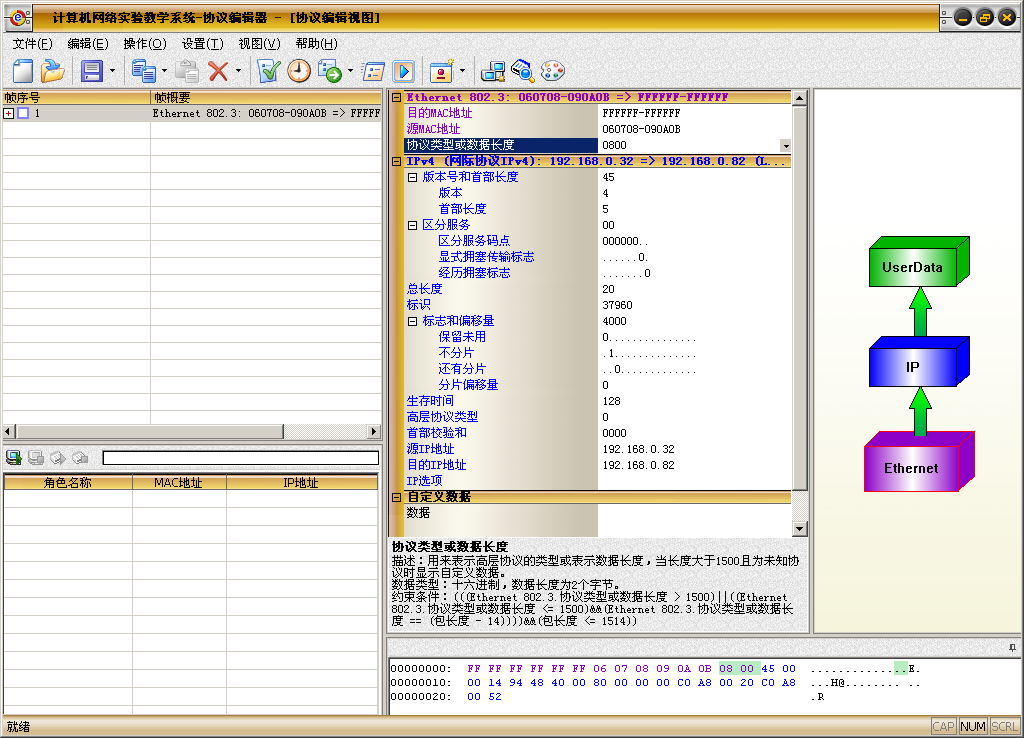 计算机网络实验教学系统-协议编辑器 - [协议编辑视图]
文件(F) 编辑(E) 操作(O) 设置(T) 视图(V) 帮助(H)
帧序号 帧概要
1 Ethernet 802.3: 060708-090A0B => FFFFF
角色名称 MAC地址 IP地址
Ethernet 802.3: 060708-090A0B => FFFFFF-FFFFFF
目的MAC地址 FFFFFF-FFFFFF
源MAC地址 060708-090A0B
协议类型或数据长度 0800
IPv4 (网际协议IPv4): 192.168.0.32 => 192.168.0.82 (L...
版本号和首部长度 45
版本 4
首部长度 5
区分服务 00
区分服务码点 000000..
显式拥塞传输标志 ......0.
经历拥塞标志 .......0
总长度 20
标识 37960
标志和偏移量 4000
保留未用 0..............
不分片 .1.............
还有分片 ..0............
分片偏移量 0
生存时间 128
高层协议类型 0
首部校验和 0000
源IP地址 192.168.0.32
目的IP地址 192.168.0.82
IP选项
自定义数据
数据
协议类型或数据长度
描述：用来表示高层协议的类型或表示数据长度，当长度大于1500且为未知协
议时显示自定义数据。
数据类型：十六进制，数据长度为2个字节。
约束条件：(((Ethernet 802.3.协议类型或数据长度 > 1500)||((Ethernet
802.3.协议类型或数据长度 <= 1500)&&(Ethernet 802.3.协议类型或数据长
度 == (包长度 - 14))))&&(包长度 <= 1514))
UserData
IP
Ethernet
00000000: FF FF FF FF FF FF 06 07 08 09 0A 0B 08 00 45 00 ..............E.
00000010: 00 14 94 48 40 00 80 00 00 00 C0 A8 00 20 C0 A8 ...H@........ ..
00000020: 00 52 .R
就绪 CAP NUM SCRL